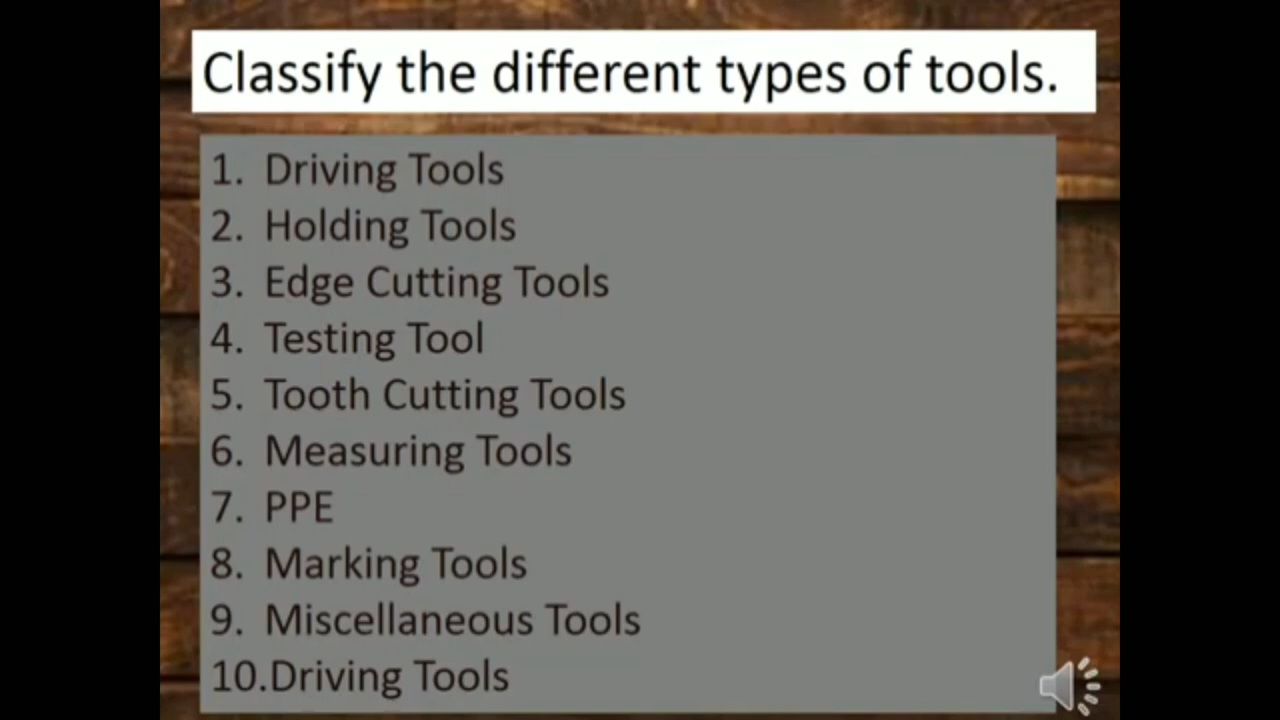 Classify the different types of tools.
1. Driving Tools
2. Holding Tools
3. Edge Cutting Tools
4. Testing Tool
5. Tooth Cutting Tools
6. Measuring Tools
7. PPE
8. Marking Tools
9. Miscellaneous Tools
10.Driving Tools